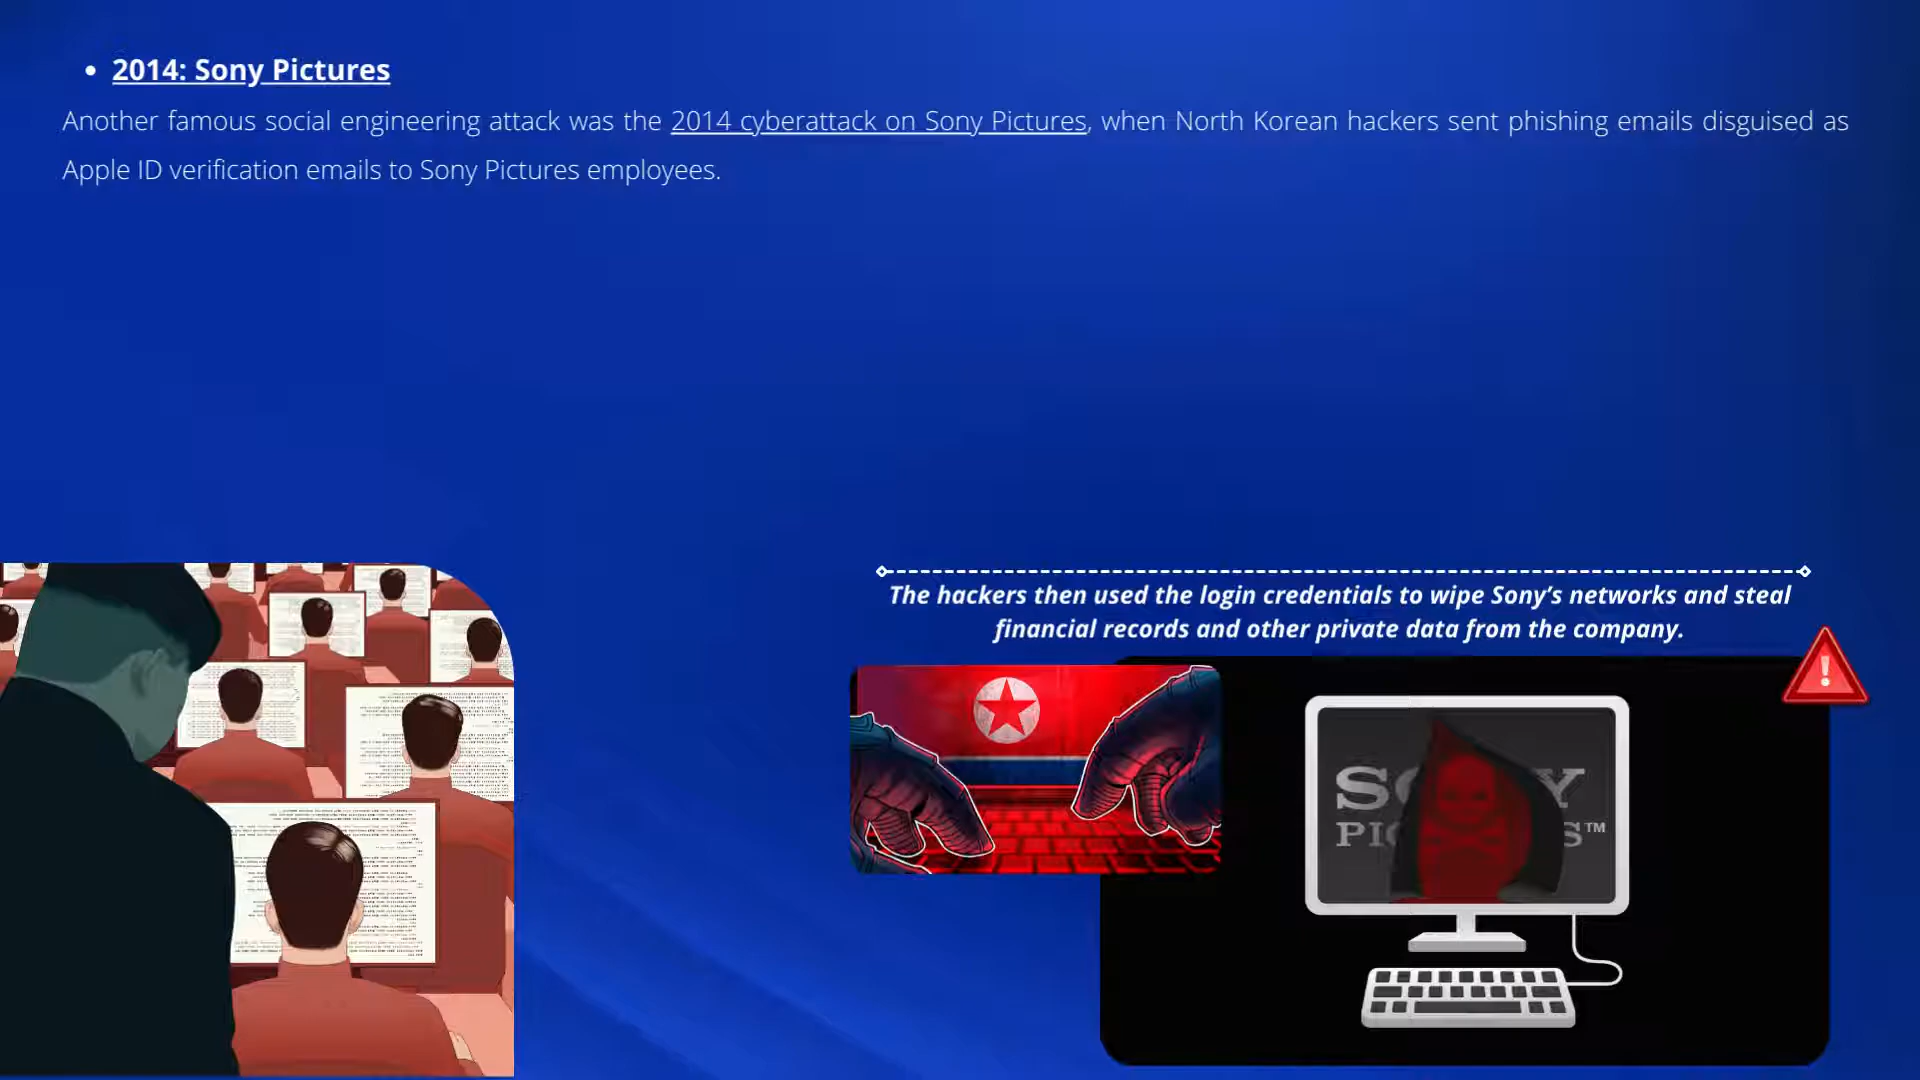 • 2014: Sony Pictures
Another famous social engineering attack was the 2014 cyberattack on Sony Pictures, when North Korean hackers sent phishing emails disguised as
Apple ID verification emails to Sony Pictures employees.
The hackers then used the login credentials to wipe Sony’s networks and steal
financial records and other private data from the company.